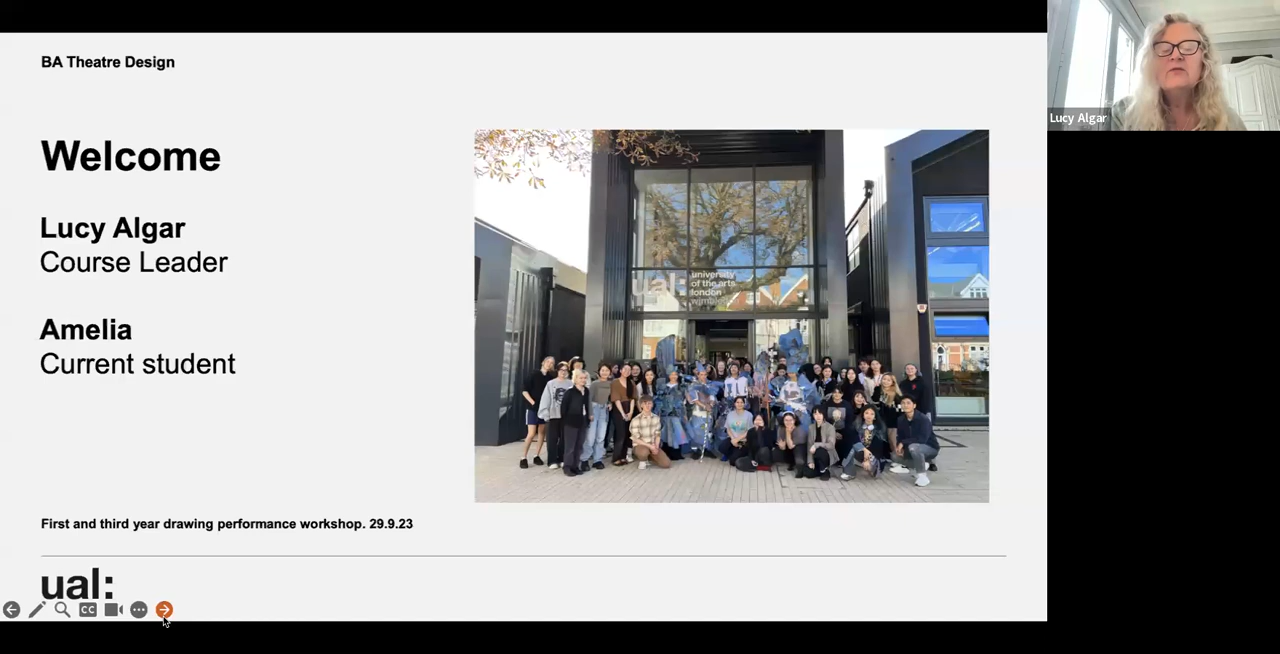 BA Theatre Design
Welcome
Lucy Algar
Course Leader
Amelia
Current student
ual:
university
of the arts
london
wimbledon
First and third year drawing performance workshop. 29.9.23
ual:
CC
Lucy Algar